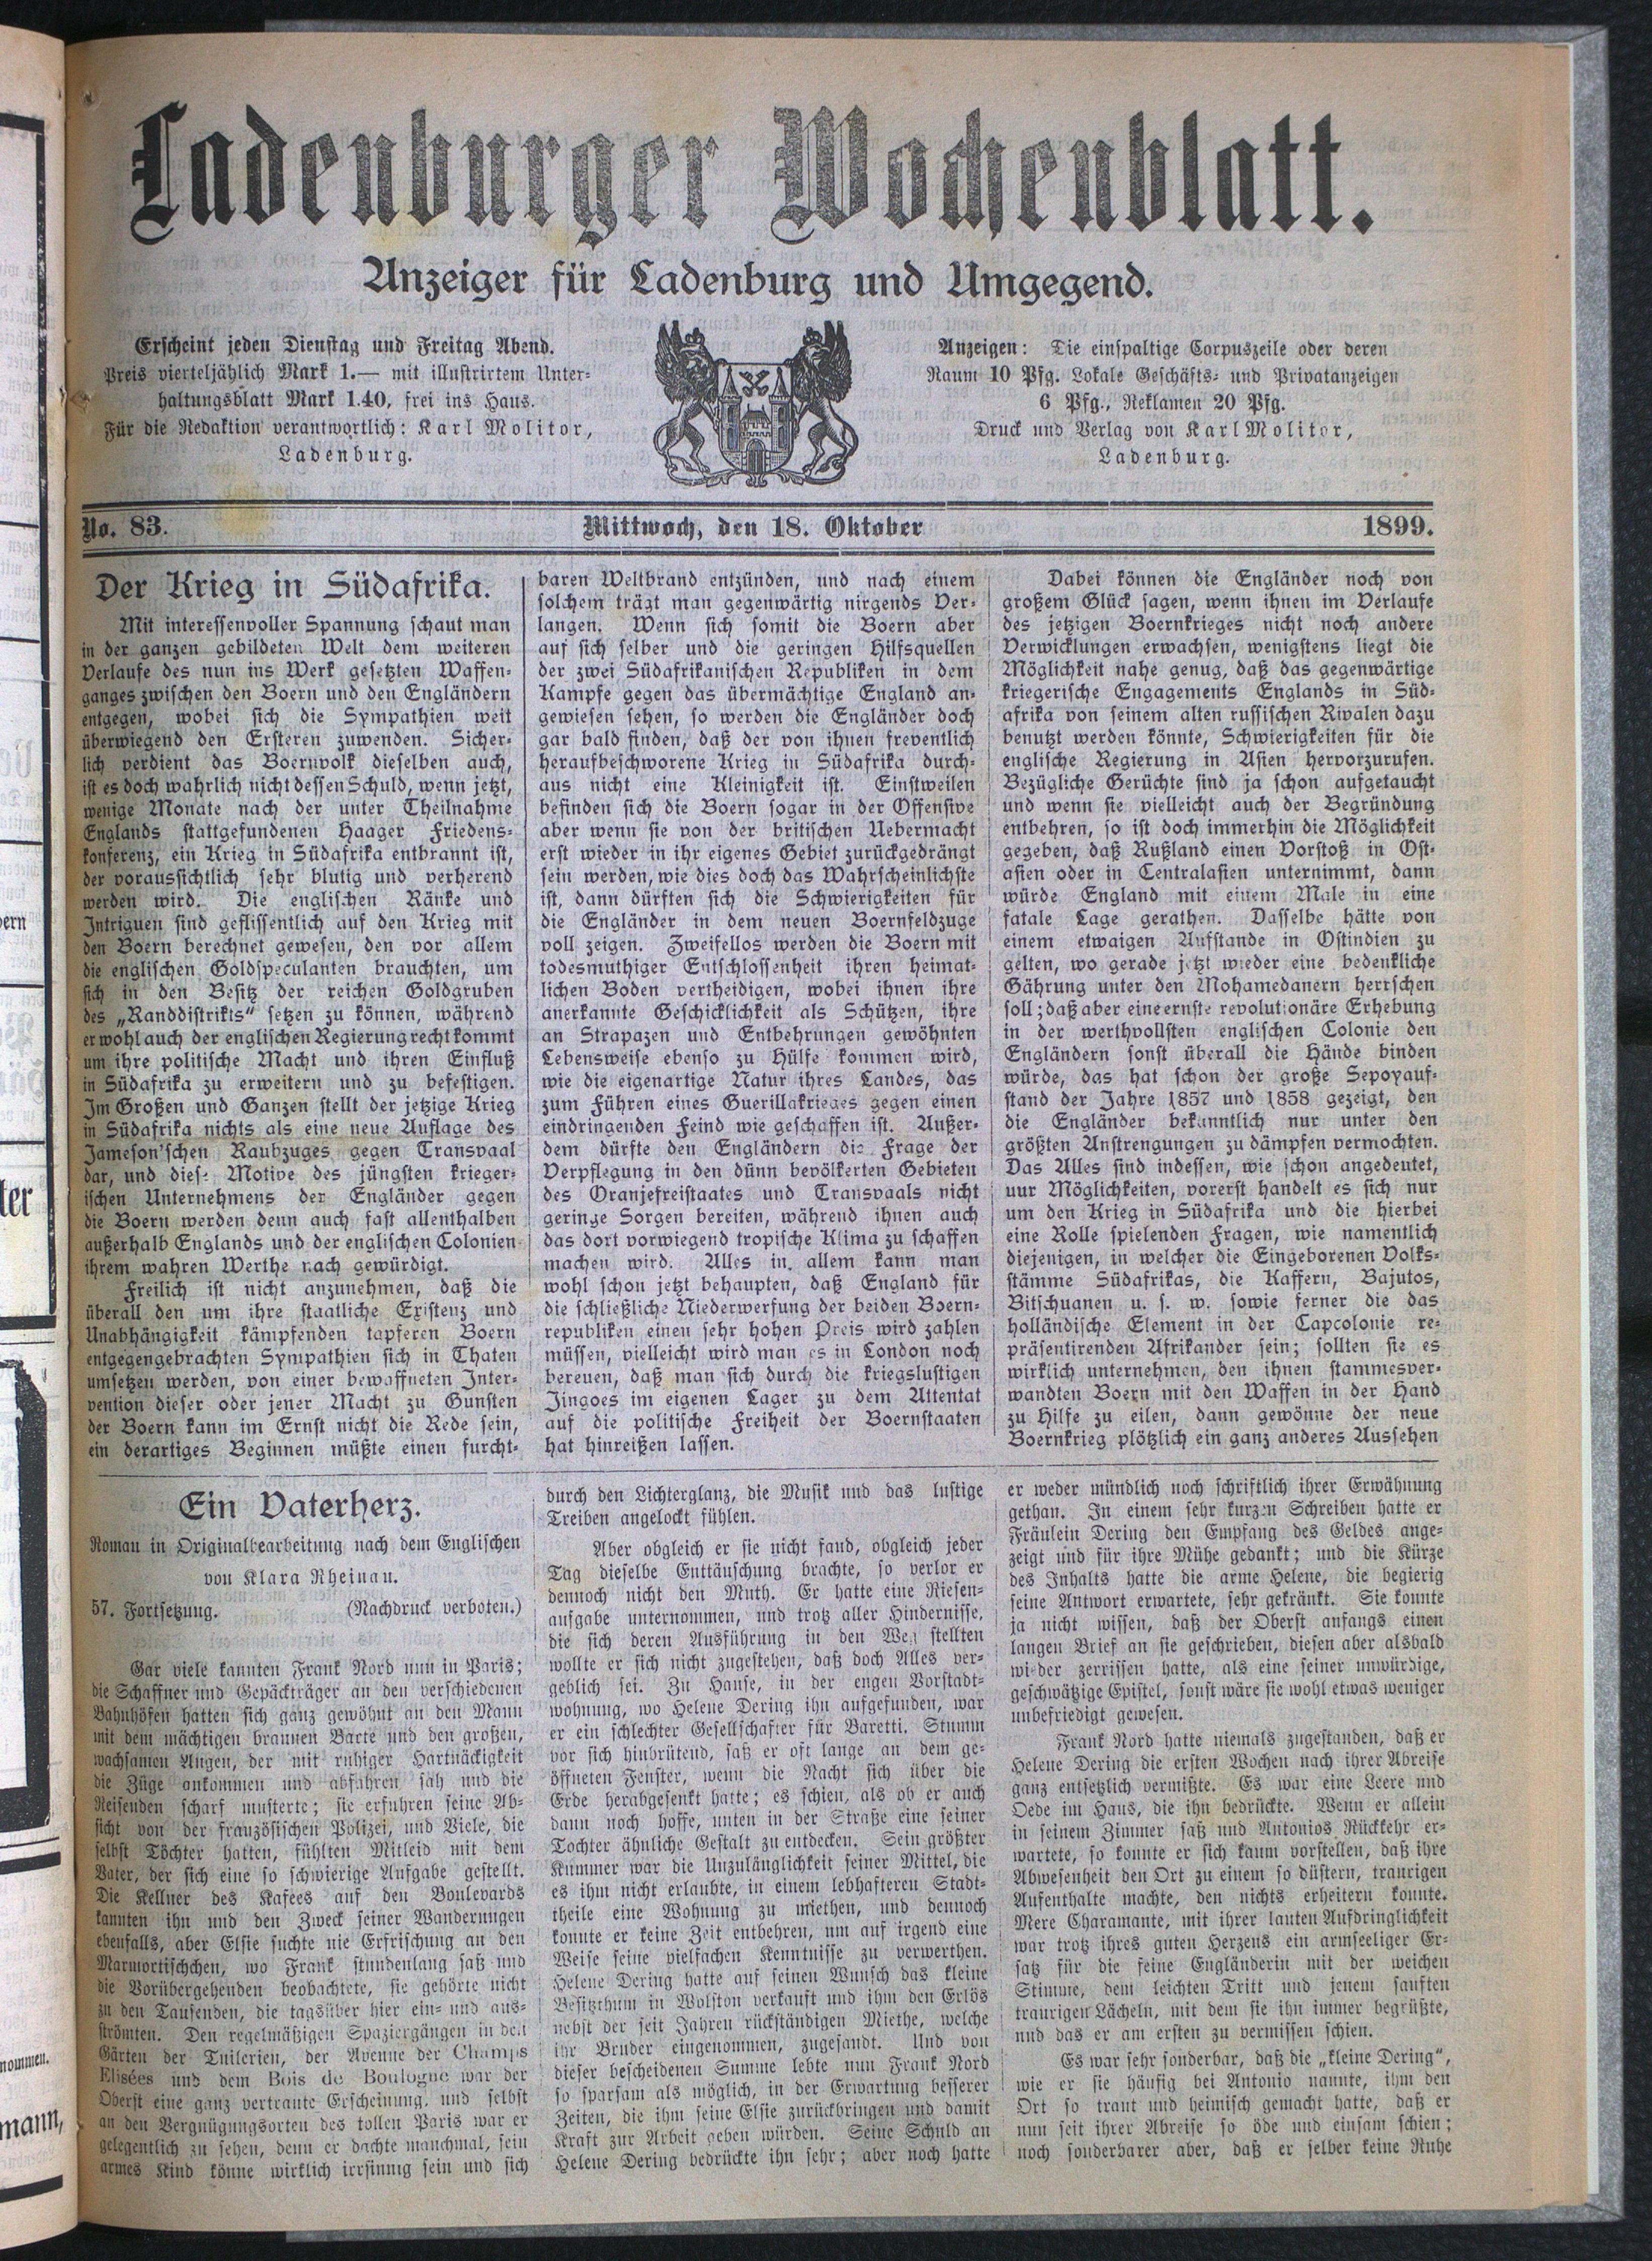 Ladenburger Wochenblatt.
Anzeiger für Ladenburg und Umgegend.
Erscheint jeden Dienstag und Freitag Abend.
Preis vierteljählich Mark 1.— mit illustrirtem Unter-
haltungsblatt Mark 1.40, frei ins Haus.
Für die Redaktion verantwortlich: Karl Molitor,
Ladenburg.
Anzeigen: Die einspaltige Corpuszeile oder deren
Raum 10 Pfg. Lokale Geschäfts- und Privatanzeigen
6 Pfg., Reklamen 20 Pfg.
Druck und Verlag von Karl Molitor,
Ladenburg.
No. 83.
Mittwoch, den 18. Oktober
1899.
Der Krieg in Südafrika.
Mit interessenvoller Spannung schaut man
in der ganzen gebildeten Welt dem weiteren
Verlaufe des nun ins Werk gesetzten Waffen-
ganges zwischen den Boern und den Engländern
entgegen, wobei sich die Sympathien weit
überwiegend den Ersteren zuwenden. Sicher-
lich verdient das Boernvolk dieselben auch,
ist es doch wahrlich nicht dessen Schuld, wenn jetzt,
wenige Monate nach der unter Theilnahme
Englands stattgefundenen Haager Friedens-
konferenz, ein Krieg in Südafrika entbrannt ist,
der voraussichtlich sehr blutig und verherend
werden wird. Die englischen Ränke und
Intriguen sind geflissentlich auf den Krieg mit
den Boern berechnet gewesen, den vor allem
die englischen Goldspeculanten brauchten, um
sich in den Besitz der reichen Goldgruben
des „Randdistrikts" setzen zu können, während
er wohl auch der englischen Regierung recht kommt
um ihre politische Macht und ihren Einfluß
in Südafrika zu erweitern und zu befestigen.
Im Großen und Ganzen stellt der jetzige Krieg
in Südafrika nichts als eine neue Auflage des
Jameson'schen Raubzuges gegen Transvaal
dar, und diese Motive des jüngsten krieger-
ischen Unternehmens der Engländer gegen
die Boern werden denn auch fast allenthalben
außerhalb Englands und der englischen Colonien
ihrem wahren Werthe nach gewürdigt.
Freilich ist nicht anzunehmen, daß die
überall den um ihre staatliche Existenz und
Unabhängigkeit kämpfenden tapferen Boern
entgegengebrachten Sympathien sich in Thaten
umsetzen werden, von einer bewaffneten Inter-
vention dieser oder jener Macht zu Gunsten
der Boern kann im Ernst nicht die Rede sein,
ein derartiges Beginnen müßte einen furcht-
baren Weltbrand entzünden, und nach einem
solchem trägt man gegenwärtig nirgends Ver-
langen. Wenn sich somit die Boern aber
auf sich selber und die geringen Hilfsquellen
der zwei Südafrikanischen Republiken in dem
Kampfe gegen das übermächtige England an-
gewiesen sehen, so werden die Engländer doch
gar bald finden, daß der von ihnen freventlich
heraufbeschworene Krieg in Südafrika durch-
aus nicht eine Kleinigkeit ist. Einstweilen
befinden sich die Boern sogar in der Offensive
aber wenn sie von der britischen Uebermacht
erst wieder in ihr eigenes Gebiet zurückgedrängt
sein werden, wie dies doch das Wahrscheinlichste
ist, dann dürften sich die Schwierigkeiten für
die Engländer in dem neuen Boernfeldzuge
voll zeigen. Zweifellos werden die Boern mit
todesmuthiger Entschlossenheit ihren heimat-
lichen Boden vertheidigen, wobei ihnen ihre
anerkannte Geschicklichkeit als Schützen, ihre
an Strapazen und Entbehrungen gewöhnten
Lebensweise ebenso zu Hülfe kommen wird,
wie die eigenartige Natur ihres Landes, das
zum Führen eines Guerillakrieges gegen einen
eindringenden Feind wie geschaffen ist. Außer-
dem dürfte den Engländern die Frage der
Verpflegung in den dünn bevölkerten Gebieten
des Oranjefreistaates und Transvaals nicht
geringe Sorgen bereiten, während ihnen auch
das dort vorwiegend tropische Klima zu schaffen
machen wird. Alles in allem kann man
wohl schon jetzt behaupten, daß England für
die schließliche Niederwerfung der beiden Boern-
republiken einen sehr hohen Preis wird zahlen
müssen, vielleicht wird man es in London noch
bereuen, daß man sich durch die kriegslustigen
Jingoes im eigenen Lager zu dem Attentat
auf die politische Freiheit der Boernstaaten
hat hinreißen lassen.
Dabei können die Engländer noch von
großem Glück sagen, wenn ihnen im Verlaufe
des jetzigen Boernkrieges nicht noch andere
Verwicklungen erwachsen, wenigstens liegt die
Möglichkeit nahe genug, daß das gegenwärtige
kriegerische Engagements Englands in Süd-
afrika von seinem alten russischen Rivalen dazu
benutzt werden könnte, Schwierigkeiten für die
englische Regierung in Asien hervorzurufen.
Bezügliche Gerüchte sind ja schon aufgetaucht
und wenn sie vielleicht auch der Begründung
entbehren, so ist doch immerhin die Möglichkeit
gegeben, daß Rußland einen Vorstoß in Ost-
asien oder in Centralasien unternimmt, dann
würde England mit einem Male in eine
fatale Lage gerathen. Dasselbe hätte von
einem etwaigen Aufstande in Ostindien zu
gelten, wo gerade jetzt wieder eine bedenkliche
Gährung unter den Mohamedanern herrschen
soll; daß aber eine ernste revolutionäre Erhebung
in der werthvollsten englischen Colonie den
Engländern sonst überall die Hände binden
würde, das hat schon der große Sepoyauf-
stand der Jahre 1857 und 1858 gezeigt, den
die Engländer bekanntlich nur unter den
größten Anstrengungen zu dämpfen vermochten.
Das Alles sind indessen, wie schon angedeutet,
uur Möglichkeiten, vorerst handelt es sich nur
um den Krieg in Südafrika und die hierbei
eine Rolle spielenden Fragen, wie namentlich
diejenigen, in welcher die Eingeborenen Volks-
stämme Südafrikas, die Kaffern, Bajutos,
Bitschuanen u. s. w. sowie ferner die das
holländische Element in der Capcolonie re-
präsentirenden Afrikander sein; sollten sie es
wirklich unternehmen, den ihnen stammesver-
wandten Boern mit den Waffen in der Hand
zu Hilfe zu eilen, dann gewönne der neue
Boernkrieg plötzlich ein ganz anderes Aussehen
Ein Vaterherz.
Roman in Originalbearbeitung nach dem Englischen
von Klara Rheinau.
57. Fortsetzung. (Nachdruck verboten.)
Gar viele kannten Frank Nord nun in Paris;
die Schaffner und Gepäckträger an den verschiedenen
Bahnhöfen hatten sich ganz gewöhnt an den Mann
mit dem mächtigen braunen Barte und den großen,
wachsamen Augen, der mit ruhiger Hartnäckigkeit
die Züge ankommen und abfahren sah und die
Reisenden scharf musterte; sie erfuhren seine Ab-
sicht von der französischen Polizei, und Viele, die
selbst Töchter hatten, fühlten Mitleid mit dem
Vater, der sich eine so schwierige Aufgabe gestellt.
Die Kellner des Kafees auf den Boulevards
kannten ihn und den Zweck seiner Wanderungen
ebenfalls, aber Elsie suchte nie Erfrischung an den
Marmortischchen, wo Frank stundenlang saß und
die Vorübergehenden beobachtete, sie gehörte nicht
zu den Tausenden, die tagsüber hier ein- und aus-
strömten. Den regelmäßigen Spaziergängen in den
Gärten der Tuilerien, der Avenue der Champs
Elisées und dem Bois de Boulogne war der
Oberst eine ganz vertraute Erscheinung, und selbst
an den Vergnügungsorten des tollen Paris war er
gelegentlich zu sehen, denn er dachte manchmal, sein
armes Kind könne wirklich irrsinnig sein und sich
durch den Lichterglanz, die Musik und das lustige
Treiben angelockt fühlen.
Aber obgleich er sie nicht fand, obgleich jeder
Tag dieselbe Enttäuschung brachte, so verlor er
dennoch nicht den Muth. Er hatte eine Riesen-
aufgabe unternommen, und trotz aller Hindernisse,
die sich deren Ausführung in den Weg stellten
wollte er sich nicht zugestehen, daß doch Alles ver-
geblich sei. Zu Hause, in der engen Vorstadt-
wohnung, wo Helene Dering ihn aufgefunden, war
er ein schlechter Gesellschafter für Baretti. Stumm
vor sich hinbrütend, saß er oft lange an dem ge-
öffneten Fenster, wenn die Nacht sich über die
Erde herabgesenkt hatte; es schien, als ob er auch
dann noch hoffe, unten in der Straße eine seiner
Tochter ähnliche Gestalt zu entdecken. Sein größter
Kummer war die Unzulänglichkeit seiner Mittel, die
es ihm nicht erlaubte, in einem lebhafteren Stadt-
theile eine Wohnung zu miethen, und dennoch
konnte er keine Zeit entbehren, um auf irgend eine
Weise seine vielfachen Kenntnisse zu verwerthen.
Helene Dering hatte auf seinen Wunsch das kleine
Besitzthum in Wolston verkauft und ihm den Erlös
nebst der seit Jahren rückständigen Miethe, welche
ihr Bruder eingenommen, zugesandt. Und von
dieser bescheidenen Summe lebte nun Frank Nord
so sparsam als möglich, in der Erwartung besserer
Zeiten, die ihm seine Elsie zurückbringen und damit
Kraft zur Arbeit geben würden. Seine Schuld an
Helene Dering bedrückte ihn sehr; aber noch hatte
er weder mündlich noch schriftlich ihrer Erwähnung
gethan. In einem sehr kurzen Schreiben hatte er
Fräulein Dering den Empfang des Geldes ange-
zeigt und für ihre Mühe gedankt; und die Kürze
des Inhalts hatte die arme Helene, die begierig
seine Antwort erwartete, sehr gekränkt. Sie konnte
ja nicht wissen, daß der Oberst anfangs einen
langen Brief an sie geschrieben, diesen aber alsbald
wieder zerrissen hatte, als eine seiner unwürdige,
geschwätzige Epistel, sonst wäre sie wohl etwas weniger
unbefriedigt gewesen.
Frank Nord hatte niemals zugestanden, daß er
Helene Dering die ersten Wochen nach ihrer Abreise
ganz entsetzlich vermißte. Es war eine Leere und
Oede im Haus, die ihn bedrückte. Wenn er allein
in seinem Zimmer saß und Antonios Rückkehr er-
wartete, so konnte er sich kaum vorstellen, daß ihre
Abwesenheit den Ort zu einem so düstern, traurigen
Aufenthalte machte, den nichts erheitern konnte.
Mere Charamante, mit ihrer lauten Aufdringlichkeit
war trotz ihres guten Herzens ein armseeliger Er-
satz für die feine Engländerin mit der weichen
Stimme, dem leichten Tritt und jenem sanften
traurigen Lächeln, mit dem sie ihn immer begrüßte,
und das er am ersten zu vermissen schien.
Es war sehr sonderbar, daß die „kleine Dering",
wie er sie häufig bei Antonio nannte, ihm den
Ort so traut und heimisch gemacht hatte, daß er
nun seit ihrer Abreise so öde und einsam schien;
noch sonderbarer aber, daß er selber keine Ruhe